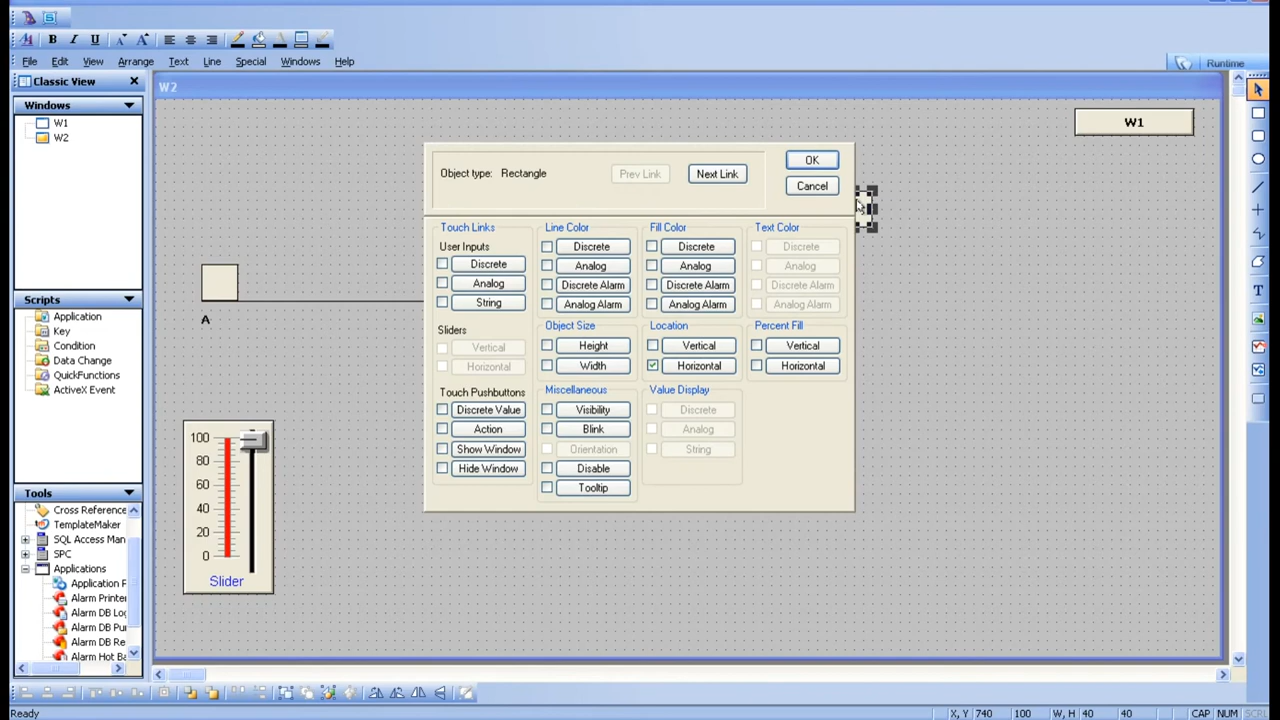 B I U A A
File Edit View Arrange Text Line Special Windows Help
Runtime
Classic View
W2
Windows
W1
W2
Scripts
Application
Key
Condition
Data Change
QuickFunctions
ActiveX Event
Tools
Cross Reference
TemplateMaker
SQL Access Man
SPC
Applications
Application P
Alarm Printer
Alarm DB Log
Alarm DB Pu
Alarm DB Re
Alarm Hot Ba
W1
A
100
80
60
40
20
0
Slider
Object type: Rectangle
Prev Link
Next Link
OK
Cancel
Touch Links
User Inputs
Discrete
Analog
String
Sliders
Vertical
Horizontal
Touch Pushbuttons
Discrete Value
Action
Show Window
Hide Window
Line Color
Discrete
Analog
Discrete Alarm
Analog Alarm
Object Size
Height
Width
Miscellaneous
Visibility
Blink
Orientation
Disable
Tooltip
Fill Color
Discrete
Analog
Discrete Alarm
Analog Alarm
Location
Vertical
Horizontal
Value Display
Discrete
Analog
String
Text Color
Discrete
Analog
Discrete Alarm
Analog Alarm
Percent Fill
Vertical
Horizontal
T
Ready
X, Y 740 100 W, H 40 40 CAP NUM SCRL